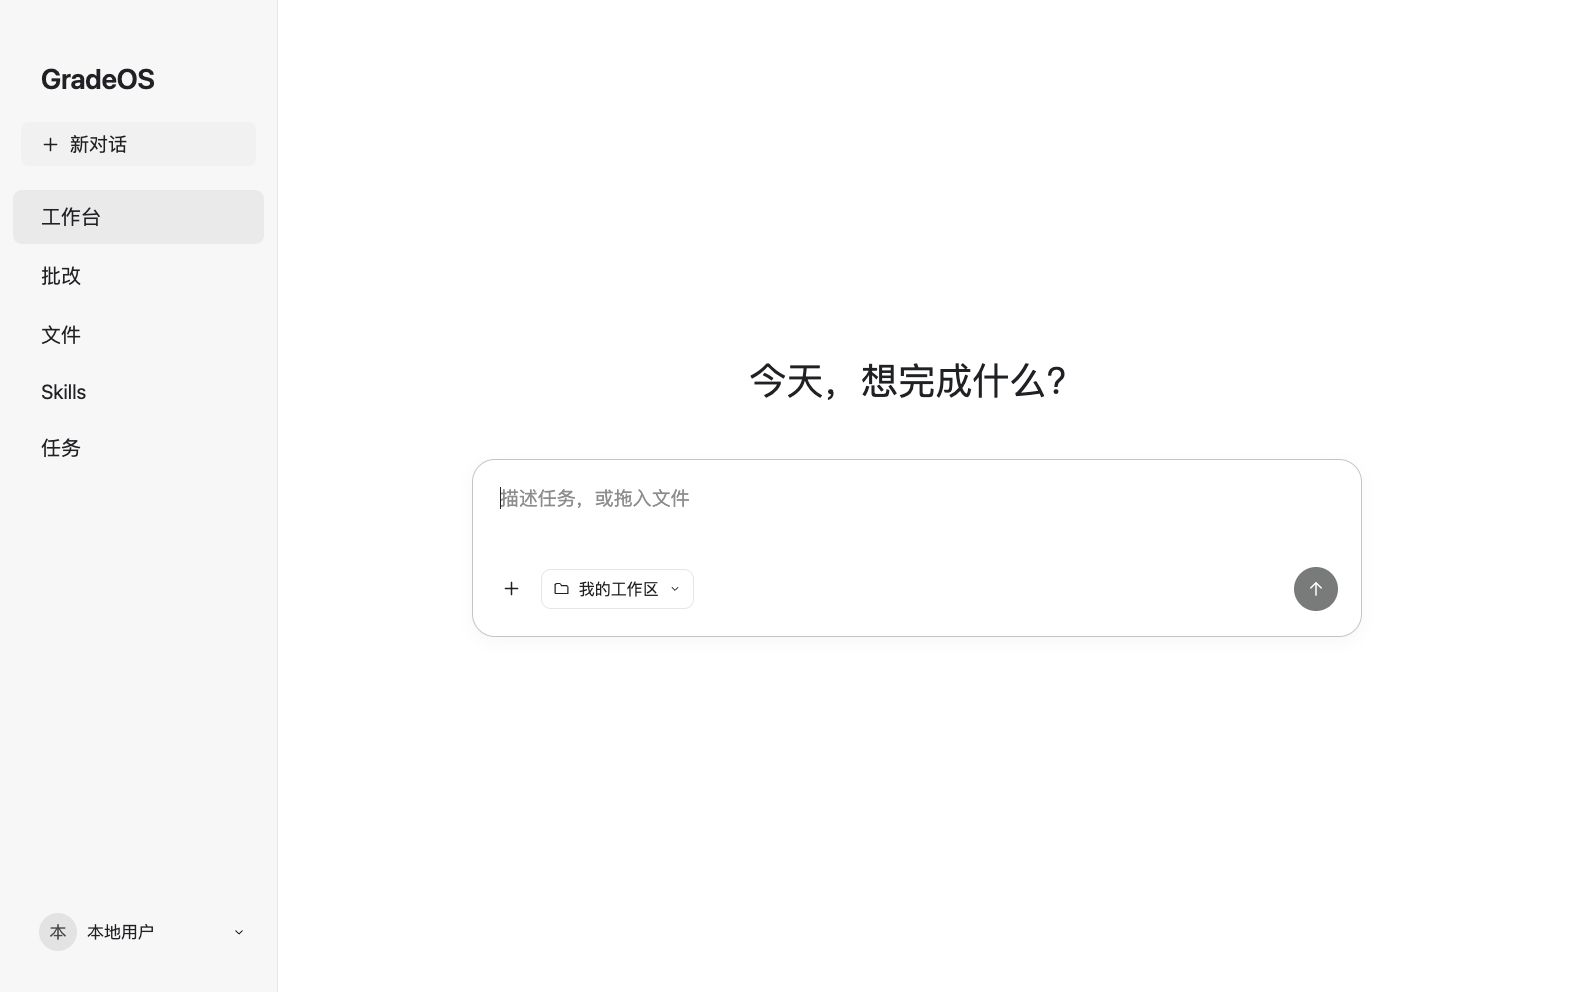 GradeOS
新对话
工作台
批改
文件
Skills
任务
今天，想完成什么?
描述任务，或拖入文件
我的工作区
本 本地用户